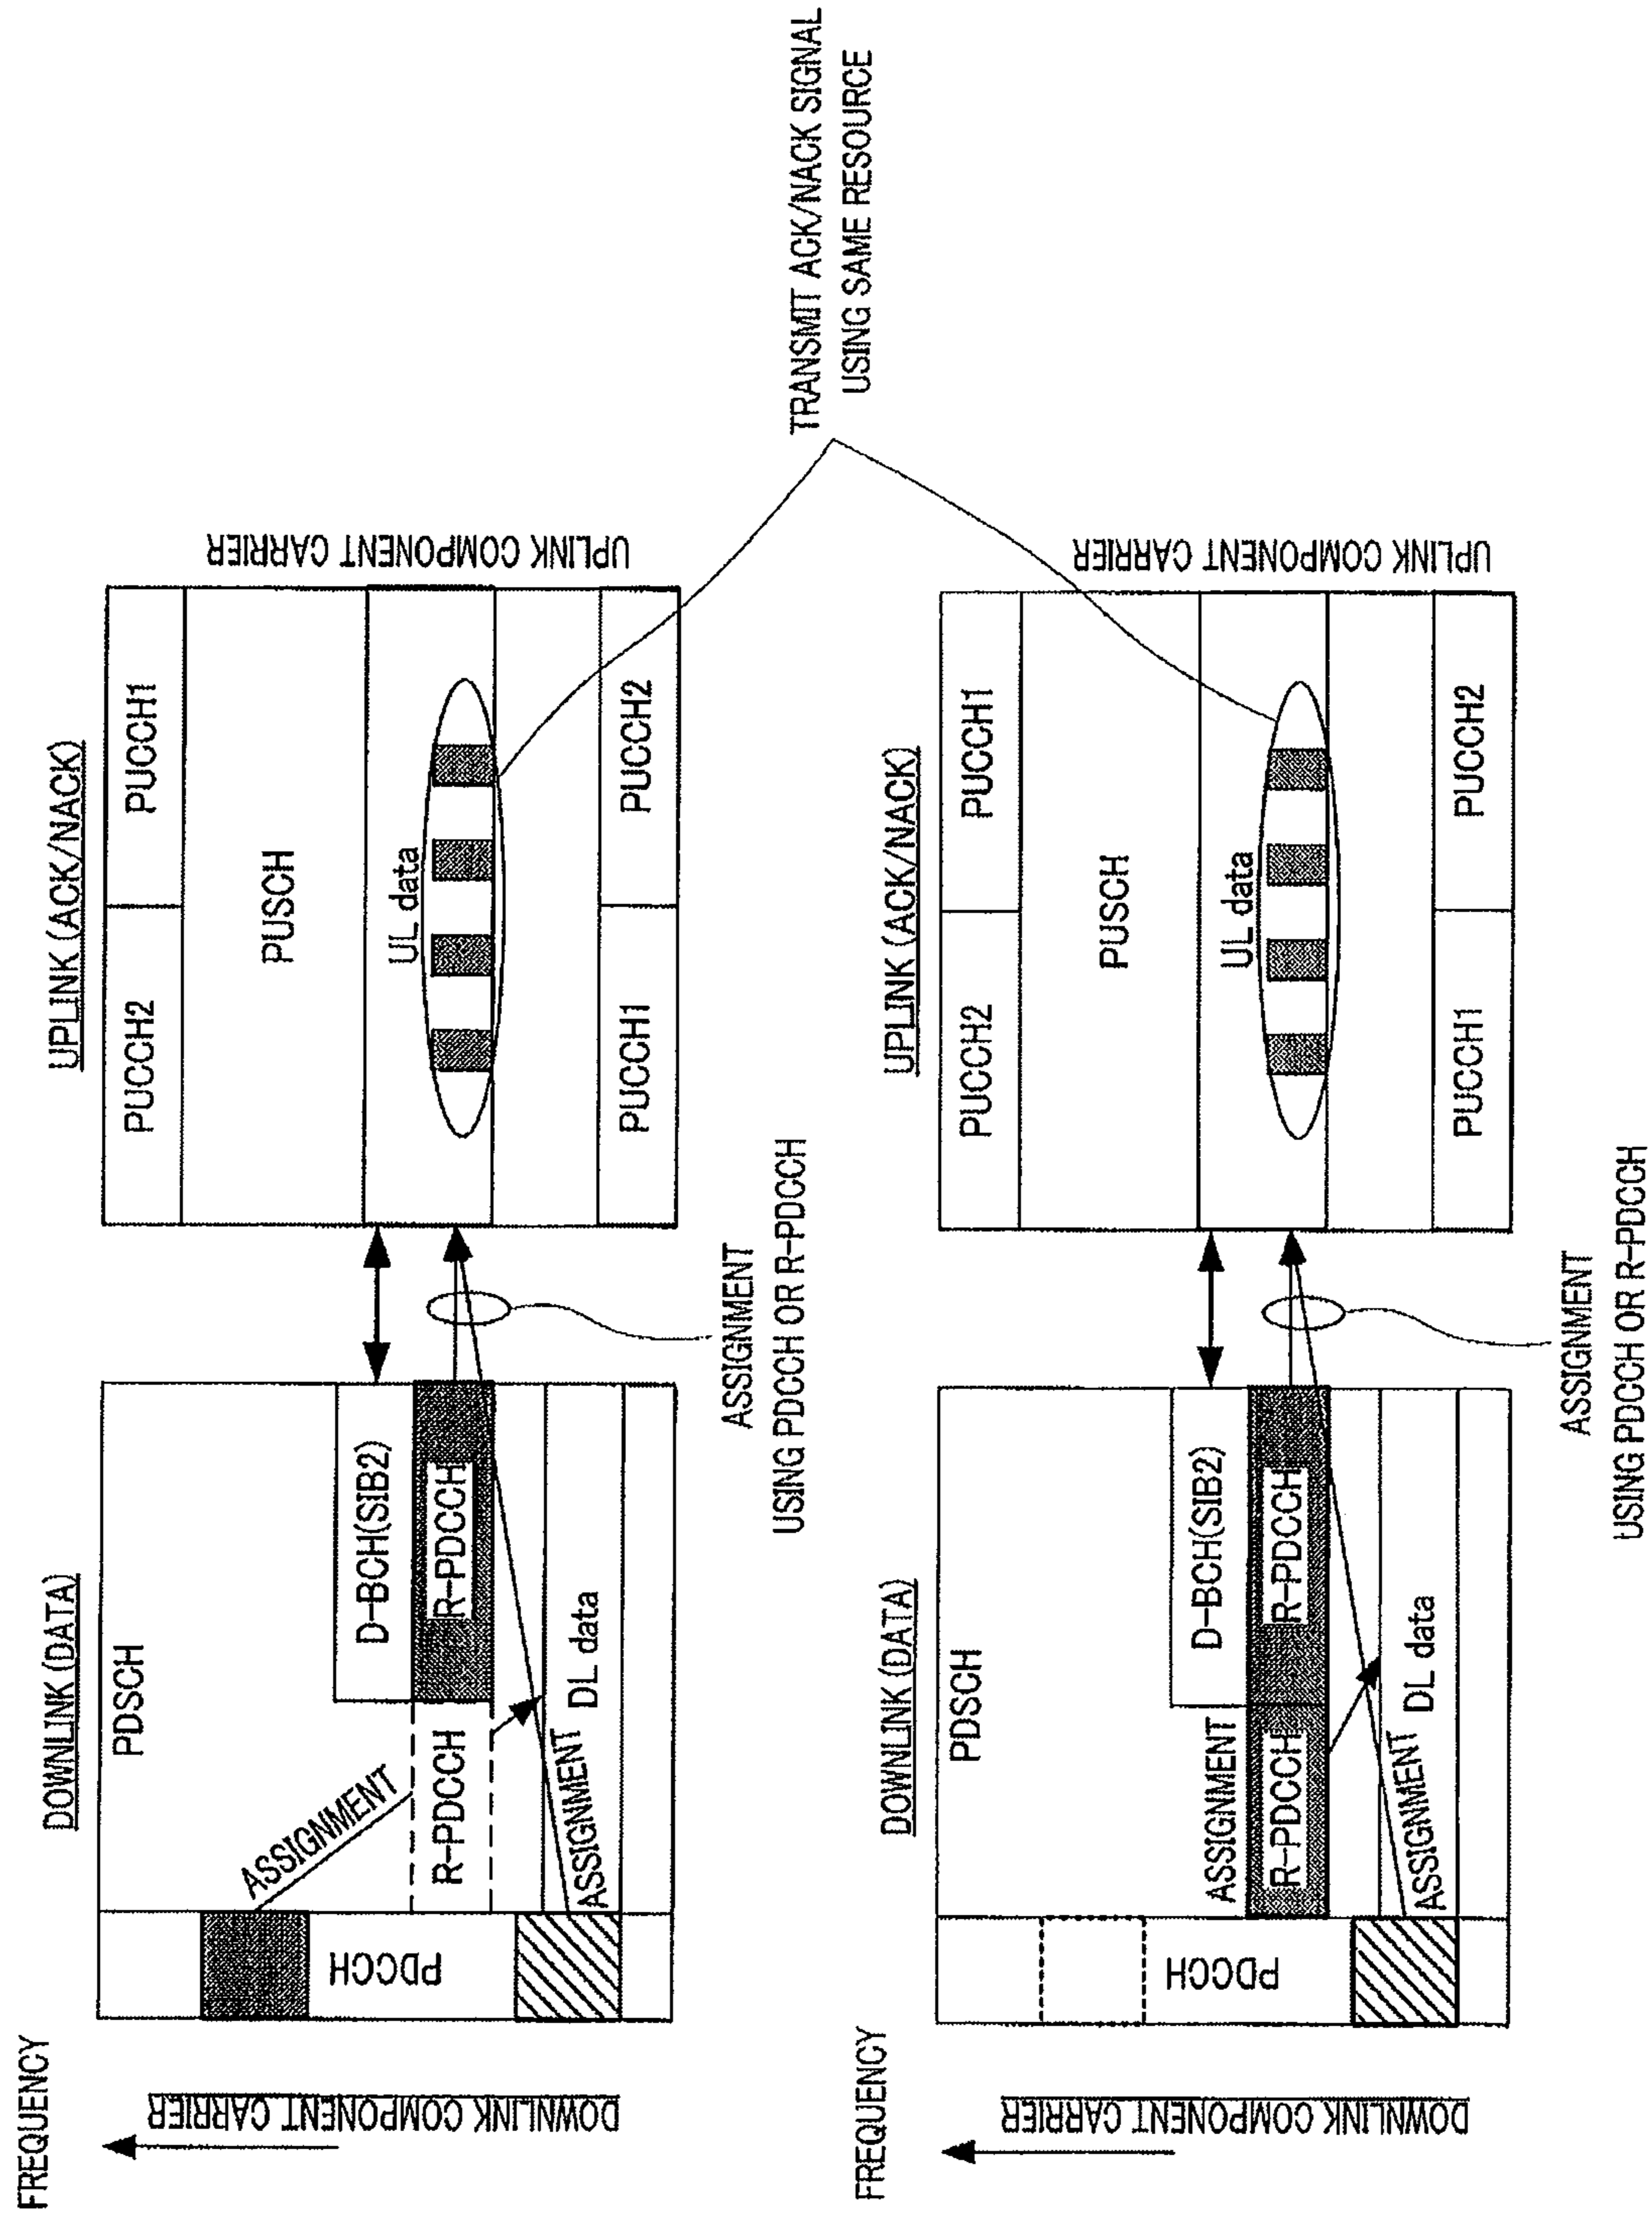 FREQUENCY
DOWNLINK COMPONENT CARRIER
DOWNLINK (DATA)
PDSCH
PDCCH
ASSIGNMENT
R-PDCCH
D-BCH(SIB2)
R-PDCCH
DL data
ASSIGNMENT
ASSIGNMENT
USING PDCCH OR R-PDCCH
UPLINK (ACK/NACK)
PUCCH2
PUCCH1
PUSCH
UL data
PUCCH1
PUCCH2
UPLINK COMPONENT CARRIER
TRANSMIT ACK/NACK SIGNAL
USING SAME RESOURCE
FREQUENCY
DOWNLINK COMPONENT CARRIER
DOWNLINK (DATA)
PDSCH
PDCCH
ASSIGNMENT
R-PDCCH
D-BCH(SIB2)
R-PDCCH
DL data
ASSIGNMENT
ASSIGNMENT
USING PDCCH OR R-PDCCH
UPLINK (ACK/NACK)
PUCCH2
PUCCH1
PUSCH
UL data
PUCCH1
PUCCH2
UPLINK COMPONENT CARRIER